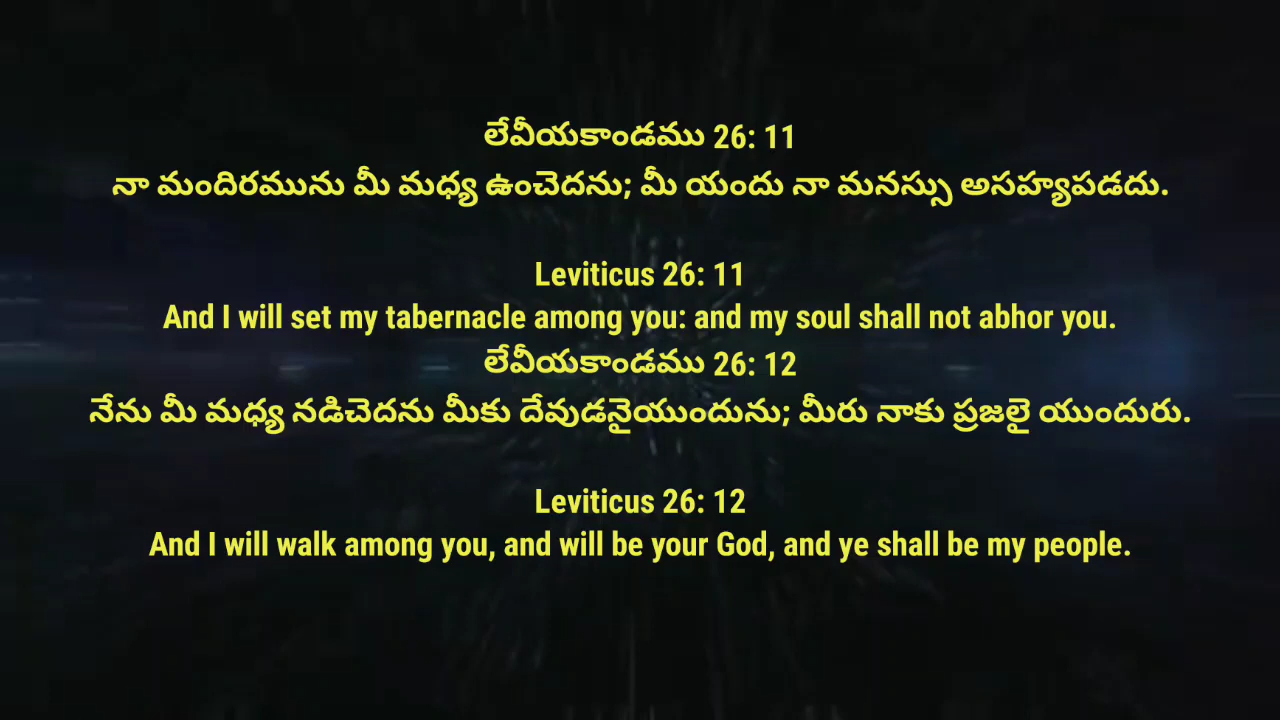 లేవీయకాండము 26: 11
నా మందిరమును మీ మధ్య ఉంచెదను; మీ యందు నా మనస్సు అసహ్యపడదు.
Leviticus 26: 11
And I will set my tabernacle among you: and my soul shall not abhor you.
లేవీయకాండము 26: 12
నేను మీ మధ్య నడిచెదను మీకు దేవుడనైయుందును; మీరు నాకు ప్రజలై యుందురు.
Leviticus 26: 12
And I will walk among you, and will be your God, and ye shall be my people.